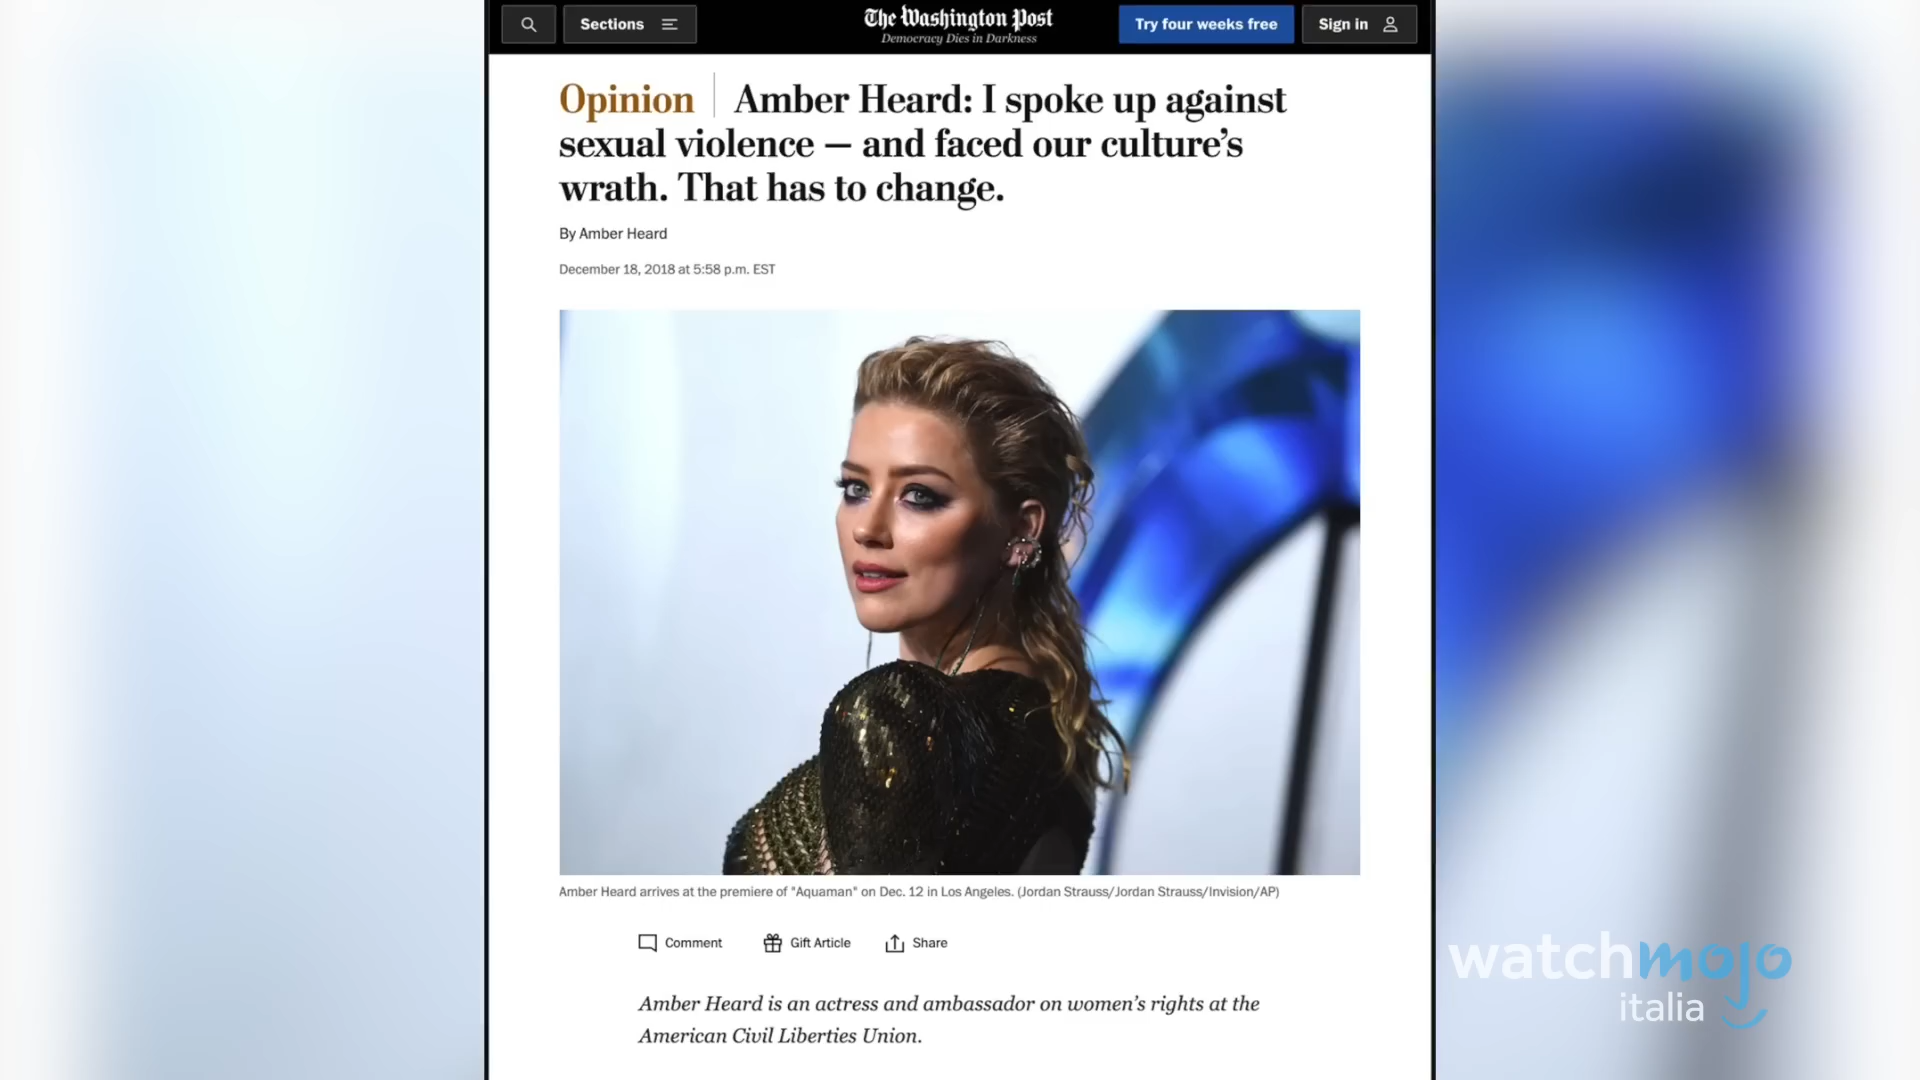 Sections
The Washington Post
Democracy Dies in Darkness
Try four weeks free
Sign in
Opinion Amber Heard: I spoke up against
sexual violence — and faced our culture’s
wrath. That has to change.
By Amber Heard
December 18, 2018 at 5:58 p.m. EST
Amber Heard arrives at the premiere of "Aquaman" on Dec. 12 in Los Angeles. (Jordan Strauss/Jordan Strauss/Invision/AP)
Comment
Gift Article
Share
Amber Heard is an actress and ambassador on women’s rights at the
American Civil Liberties Union.
watchmojo
italia